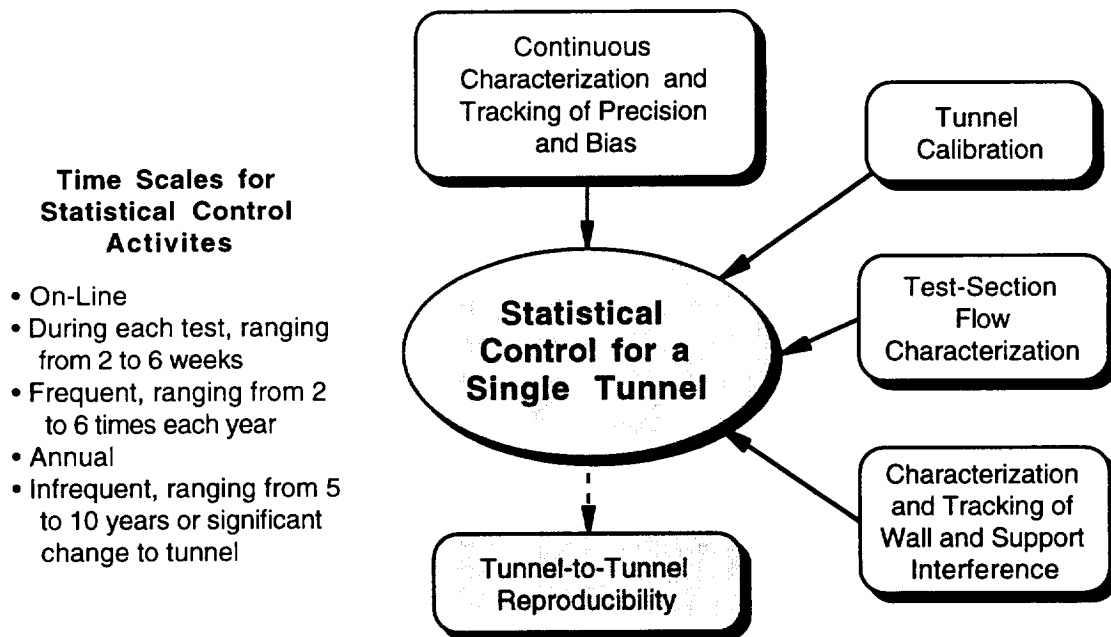 Continuous
Characterization and
Tracking of Precision
and Bias
Tunnel
Calibration
Time Scales for
Statistical Control
Activites
• On-Line
• During each test, ranging
from 2 to 6 weeks
• Frequent, ranging from 2
to 6 times each year
• Annual
• Infrequent, ranging from 5
to 10 years or significant
change to tunnel
Statistical
Control for a
Single Tunnel
Test-Section
Flow
Characterization
Characterization
and Tracking of
Wall and Support
Interference
Tunnel-to-Tunnel
Reproducibility